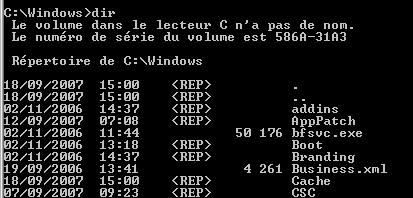 C:\Windows>dir
Le volume dans le lecteur C n'a pas de nom.
Le numéro de série du volume est 586A-31A3
Répertoire de C:\Windows
18/09/2007 15:00 <REP> .
18/09/2007 15:00 <REP> ..
02/11/2006 14:37 <REP> addins
12/09/2007 07:08 <REP> AppPatch
02/11/2006 11:44 50 176 bfsvc.exe
02/11/2006 13:18 <REP> Boot
02/11/2006 14:37 <REP> Branding
19/09/2006 13:41 4 261 Business.xml
18/09/2007 15:00 <REP> Cache
07/09/2007 09:23 <REP> CSC